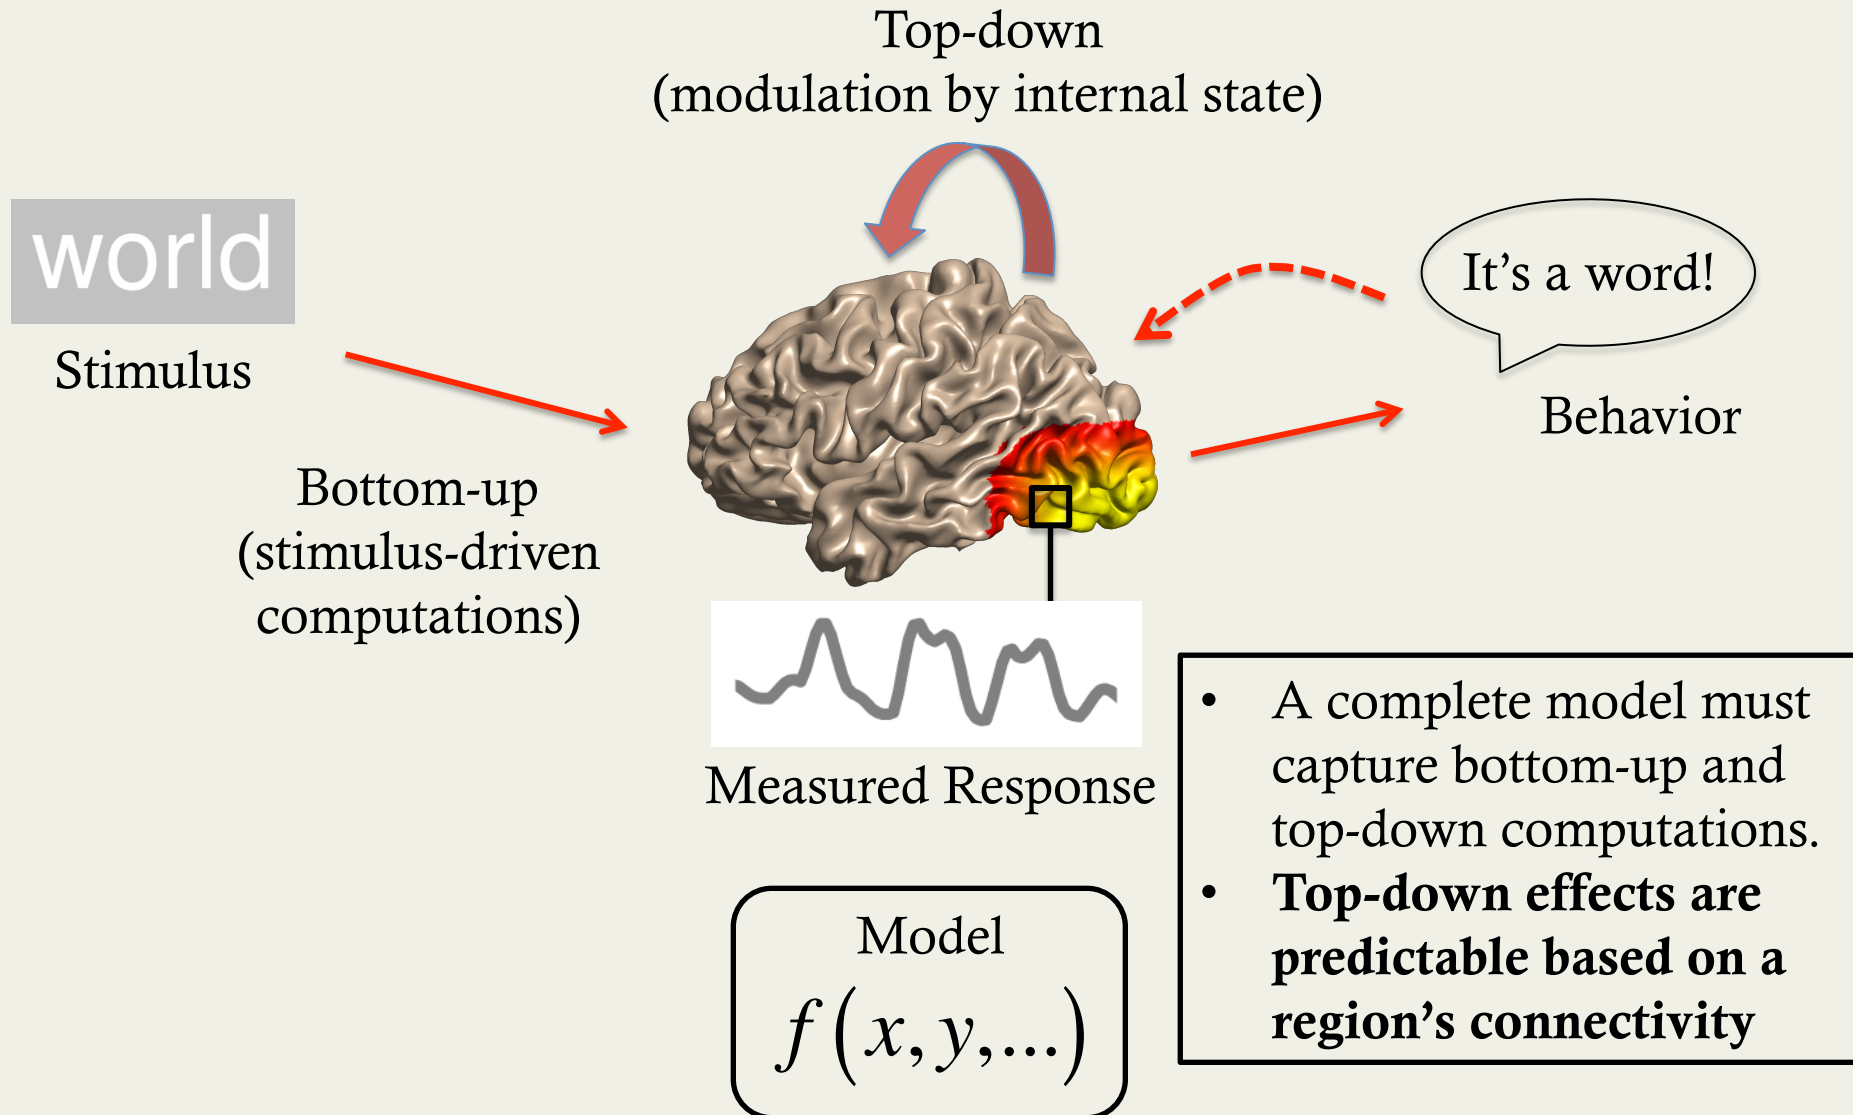 Top-down
(modulation by internal state)
world
Stimulus
It’s a word!
Behavior
Bottom-up
(stimulus-driven
computations)
Measured Response
• A complete model must
capture bottom-up and
top-down computations.
• Top-down effects are
predictable based on a
region’s connectivity
Model
f(x, y,...)